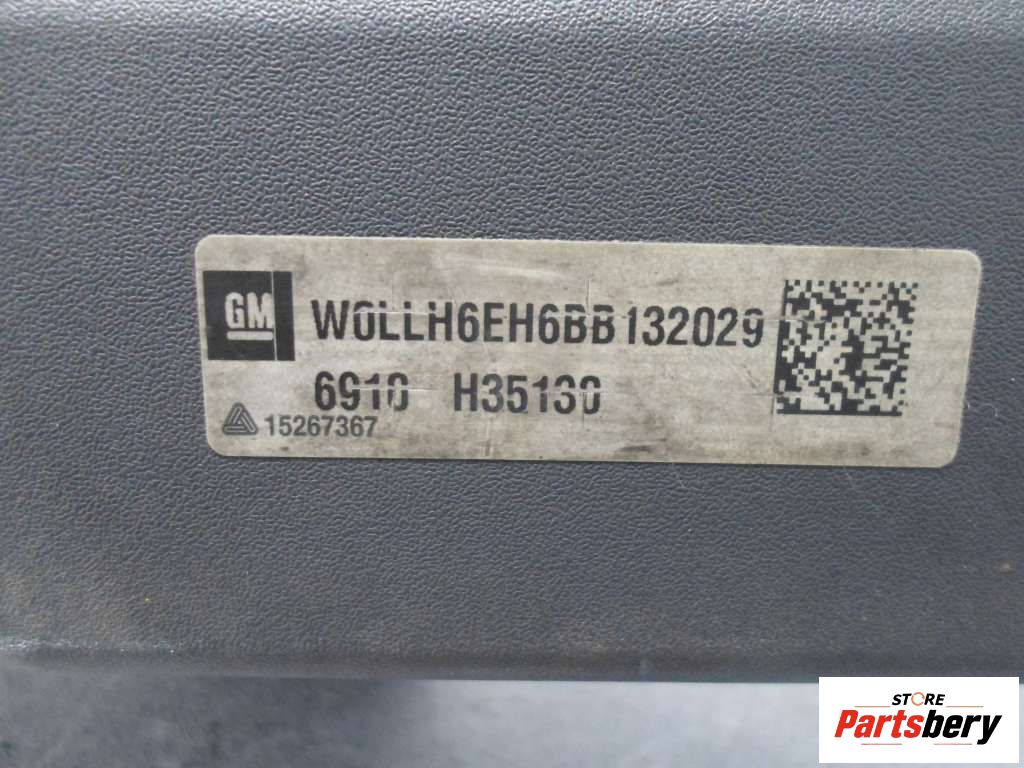 GM
W0LLH6EH6BB132029
6910 H35130
15267367
STORE
Partsbery